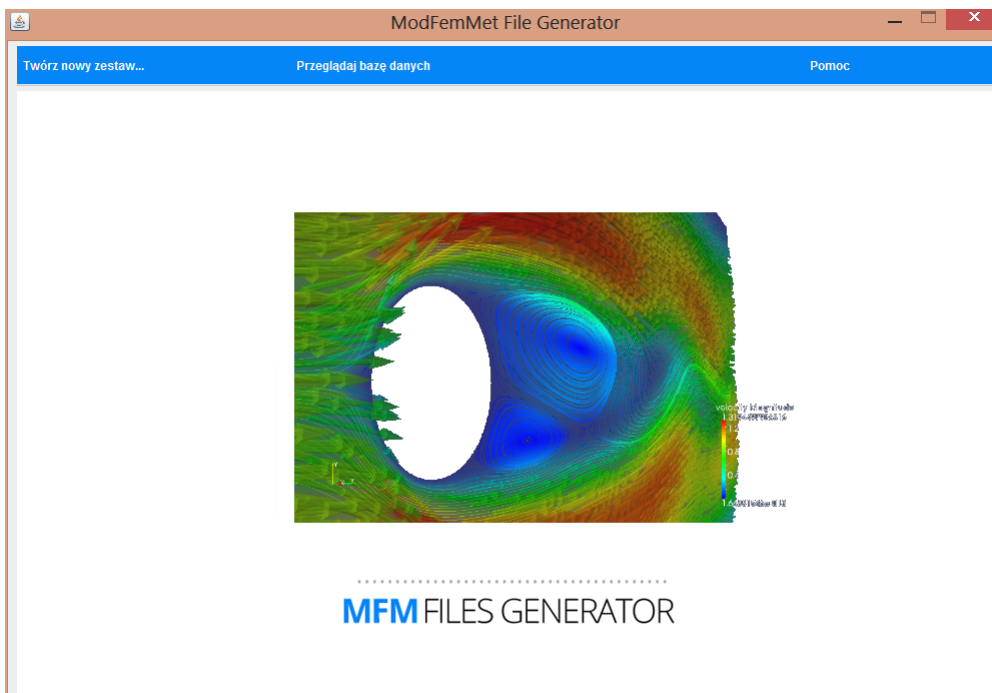 ModFemMet File Generator
Twórz nowy zestaw... Przeglądaj bazę danych Pomoc
MFM FILES GENERATOR